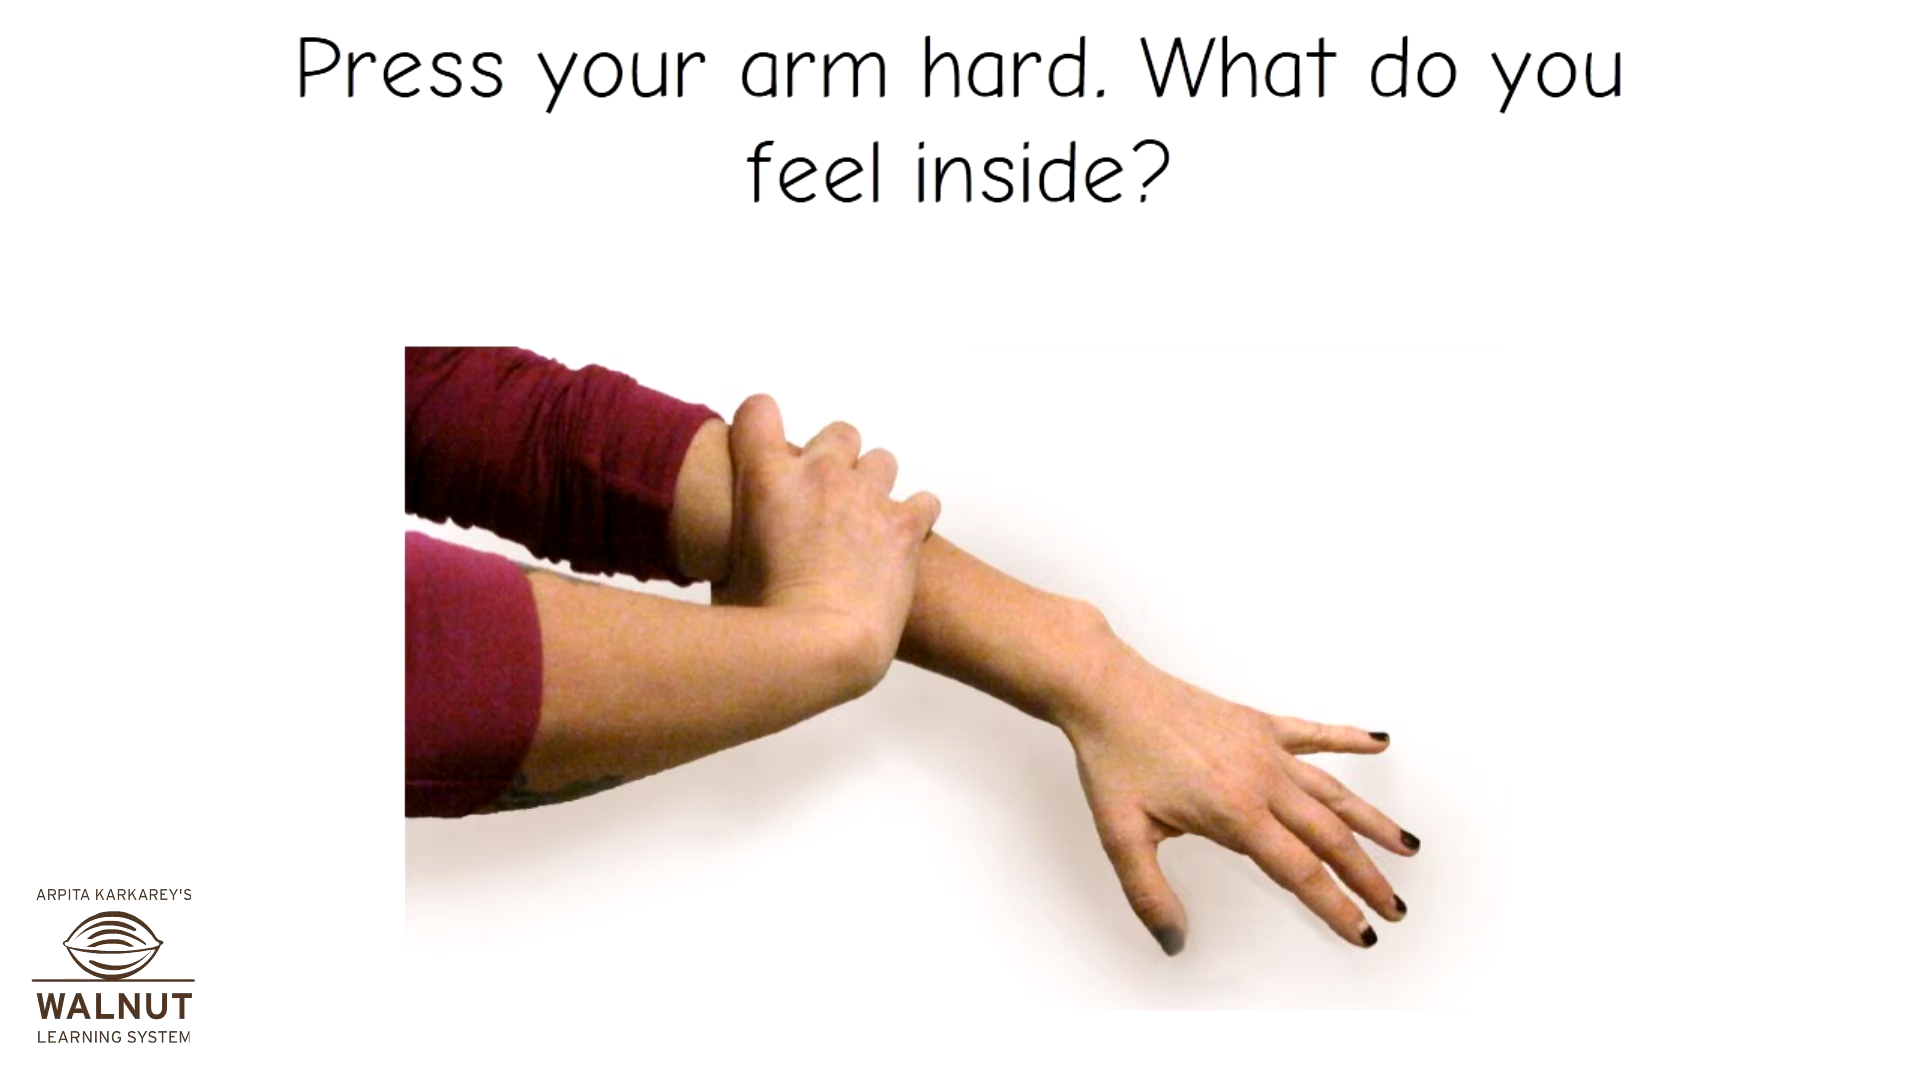 Press your arm hard. What do you
feel inside?
ARPITA KARKAREY'S
WALNUT
LEARNING SYSTEM